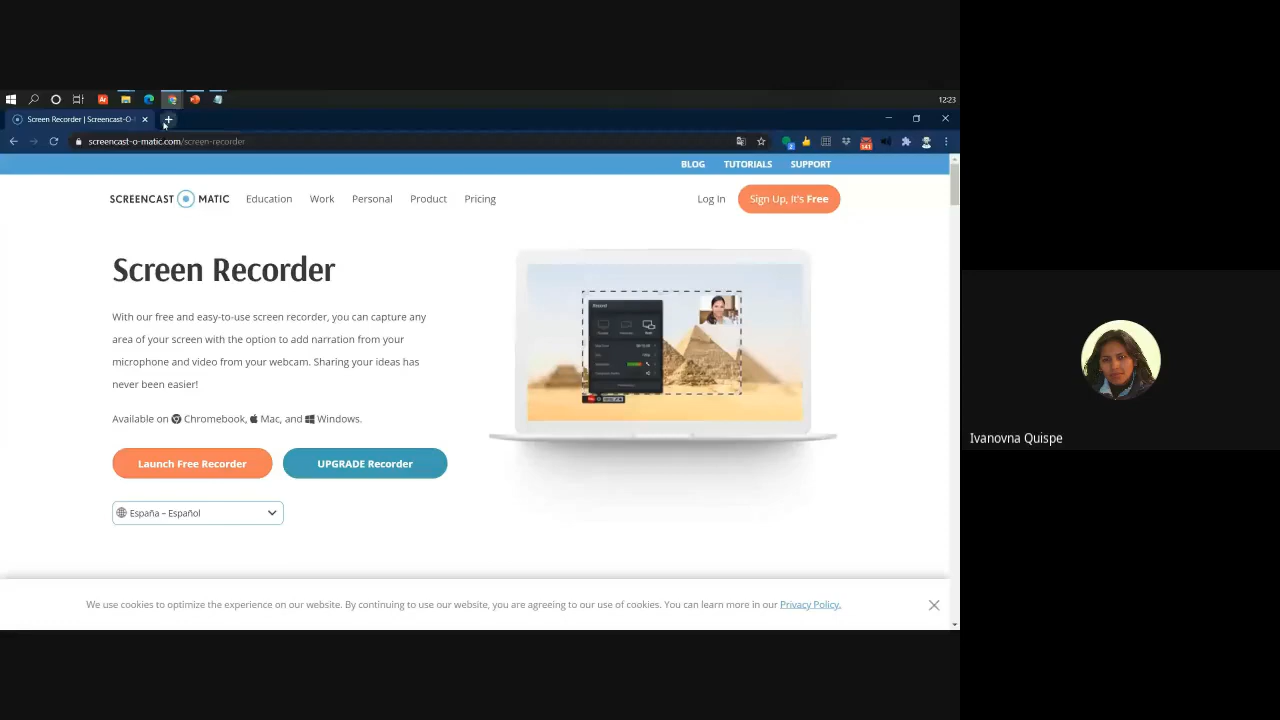 12:23
Screen Recorder | Screencast-O-
screencast-o-matic.com/screen-recorder
2
141
BLOG TUTORIALS SUPPORT
SCREENCAST MATIC Education Work Personal Product Pricing Log In Sign Up, It's Free
Screen Recorder
With our free and easy-to-use screen recorder, you can capture any
area of your screen with the option to add narration from your
microphone and video from your webcam. Sharing your ideas has
never been easier!
Available on Chromebook, Mac, and Windows.
Launch Free Recorder UPGRADE Recorder
España – Español
We use cookies to optimize the experience on our website. By continuing to use our website, you are agreeing to our use of cookies. You can learn more in our Privacy Policy.
Ivanovna Quispe